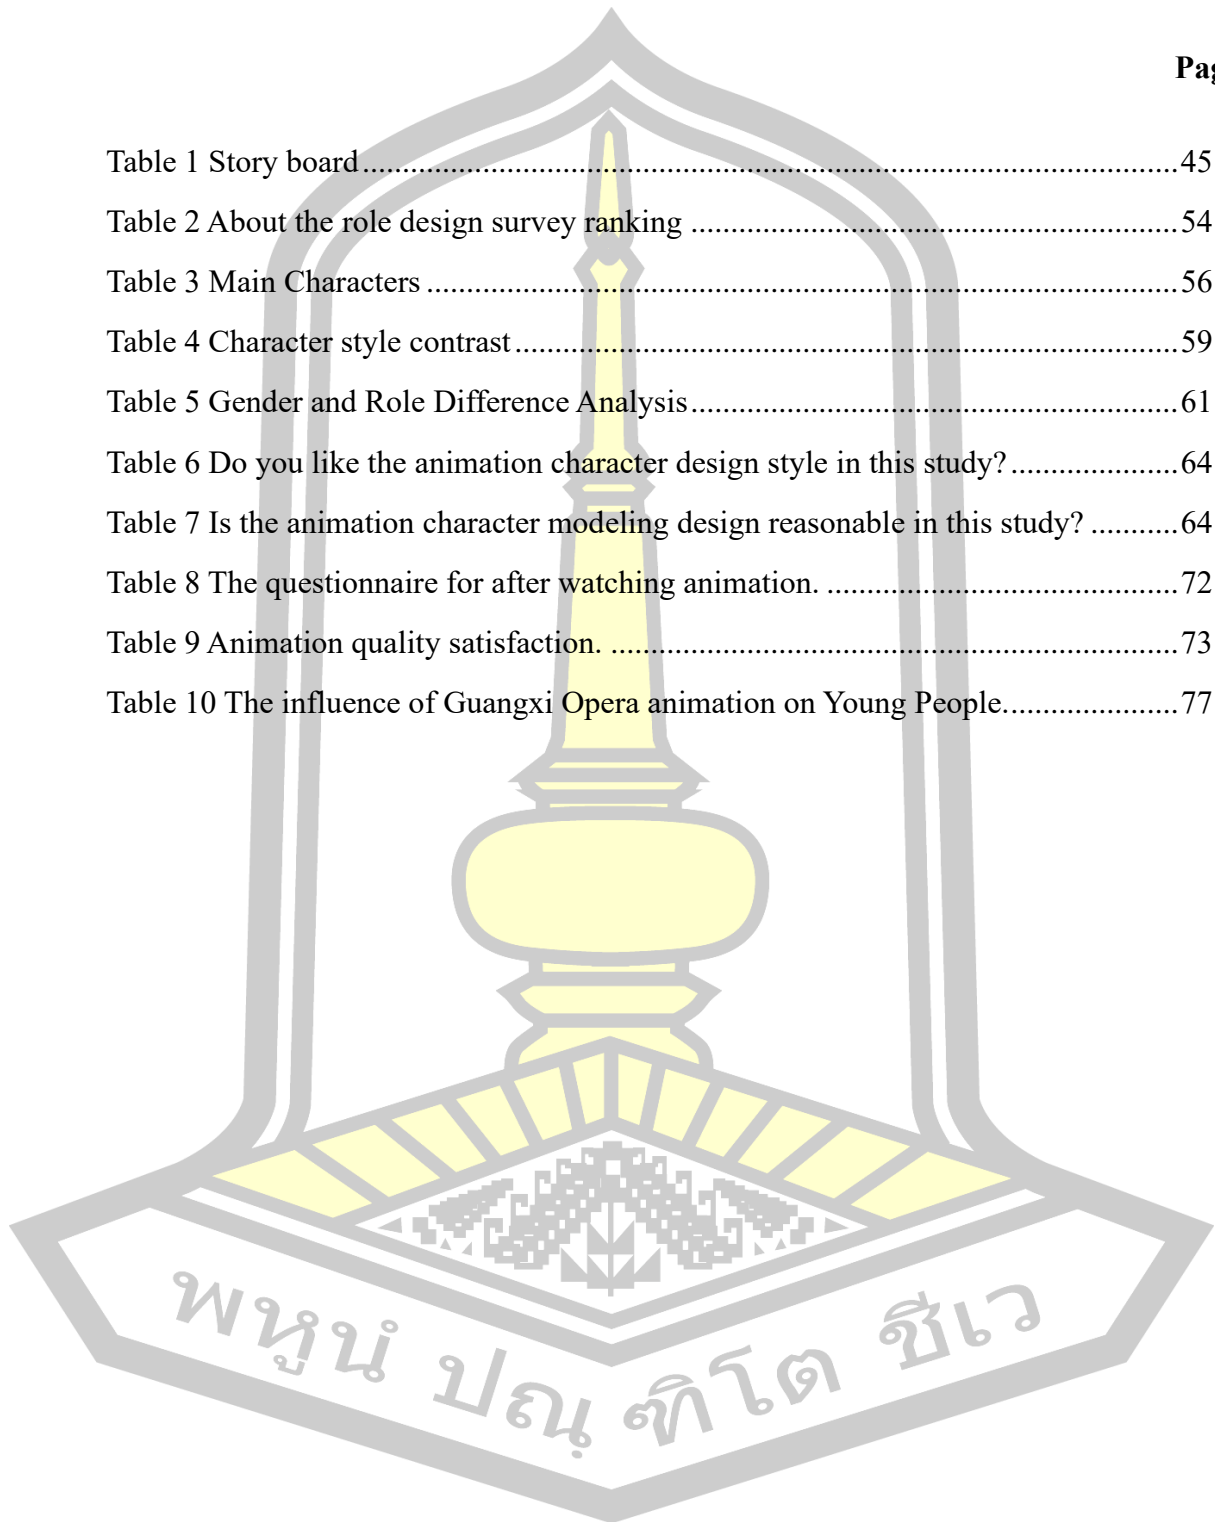 Pag
Table 1 Story board...........................................................................................................45
Table 2 About the role design survey ranking ................................................................54
Table 3 Main Characters ..................................................................................................56
Table 4 Character style contrast.......................................................................................59
Table 5 Gender and Role Difference Analysis.................................................................61
Table 6 Do you like the animation character design style in this study?.....................64
Table 7 Is the animation character modeling design reasonable in this study? ...........64
Table 8 The questionnaire for after watching animation. ............................................72
Table 9 Animation quality satisfaction. .........................................................................73
Table 10 The influence of Guangxi Opera animation on Young People......................77
พหูนํ ปณฺ ฑิโต ชีเว